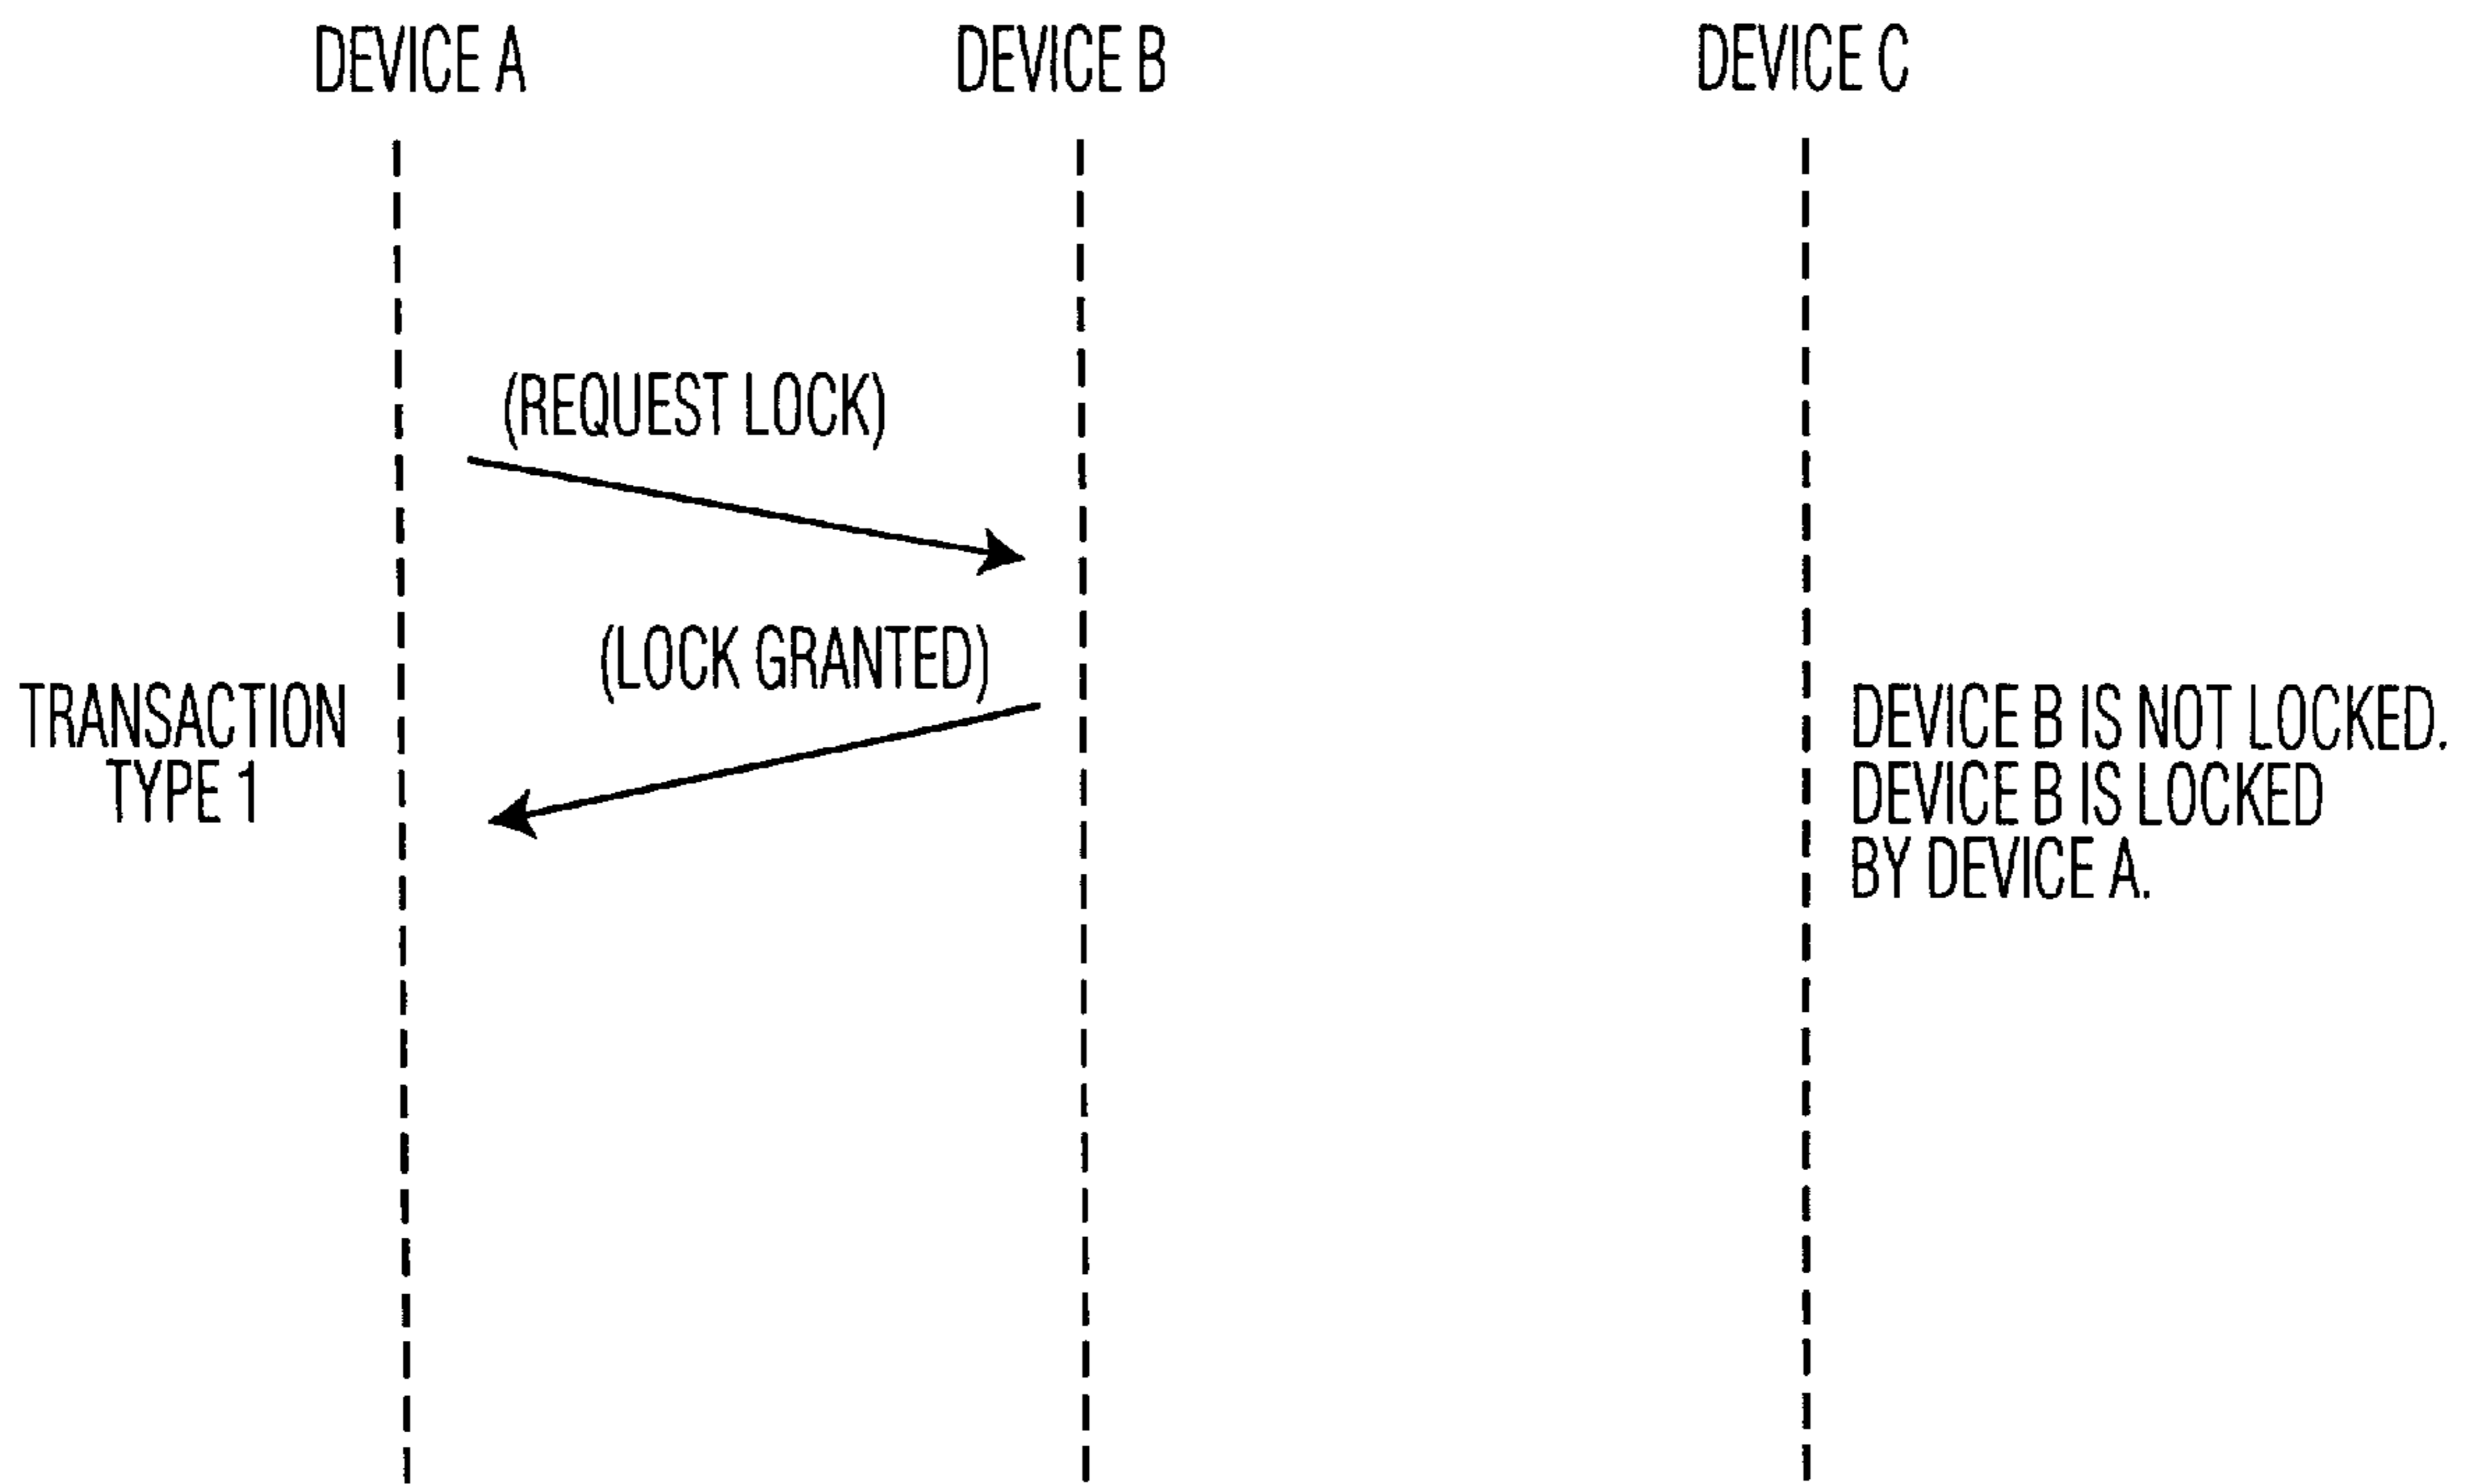 DEVICE A
DEVICE B
DEVICE C
(REQUEST LOCK)
(LOCK GRANTED)
TRANSACTION
TYPE 1
DEVICE B IS NOT LOCKED.
DEVICE B IS LOCKED
BY DEVICE A.